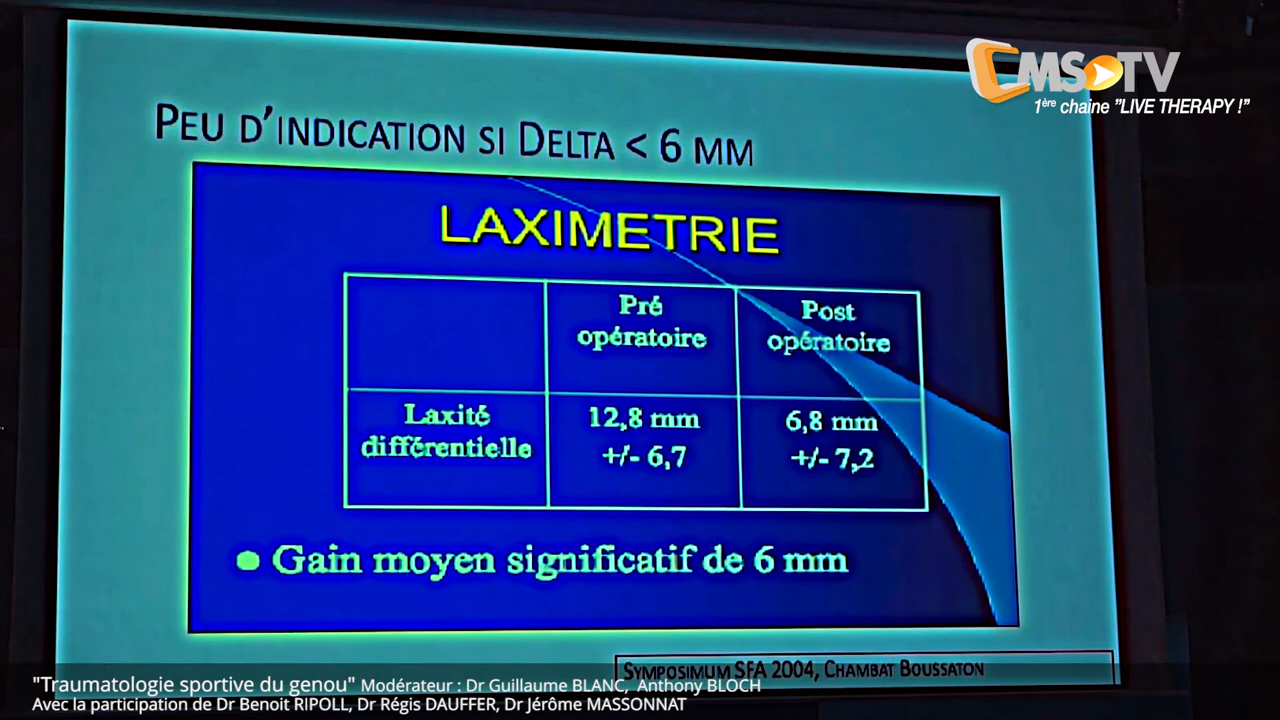 CMS TV
1ère chaine "LIVE THERAPY !"
PEU D'INDICATION SI DELTA < 6 MM
LAXIMETRIE
Pré opératoire
Post opératoire
Laxité différentielle
12,8 mm +/- 6,7
6,8 mm +/- 7,2
Gain moyen significatif de 6 mm
SYMPOSIMUM SFA 2004, CHAMBAT BOUSSATON
"Traumatologie sportive du genou" Modérateur : Dr Guillaume BLANC, Anthony BLOCH
Avec la participation de Dr Benoit RIPOLL, Dr Régis DAUFFER, Dr Jérôme MASSONNAT